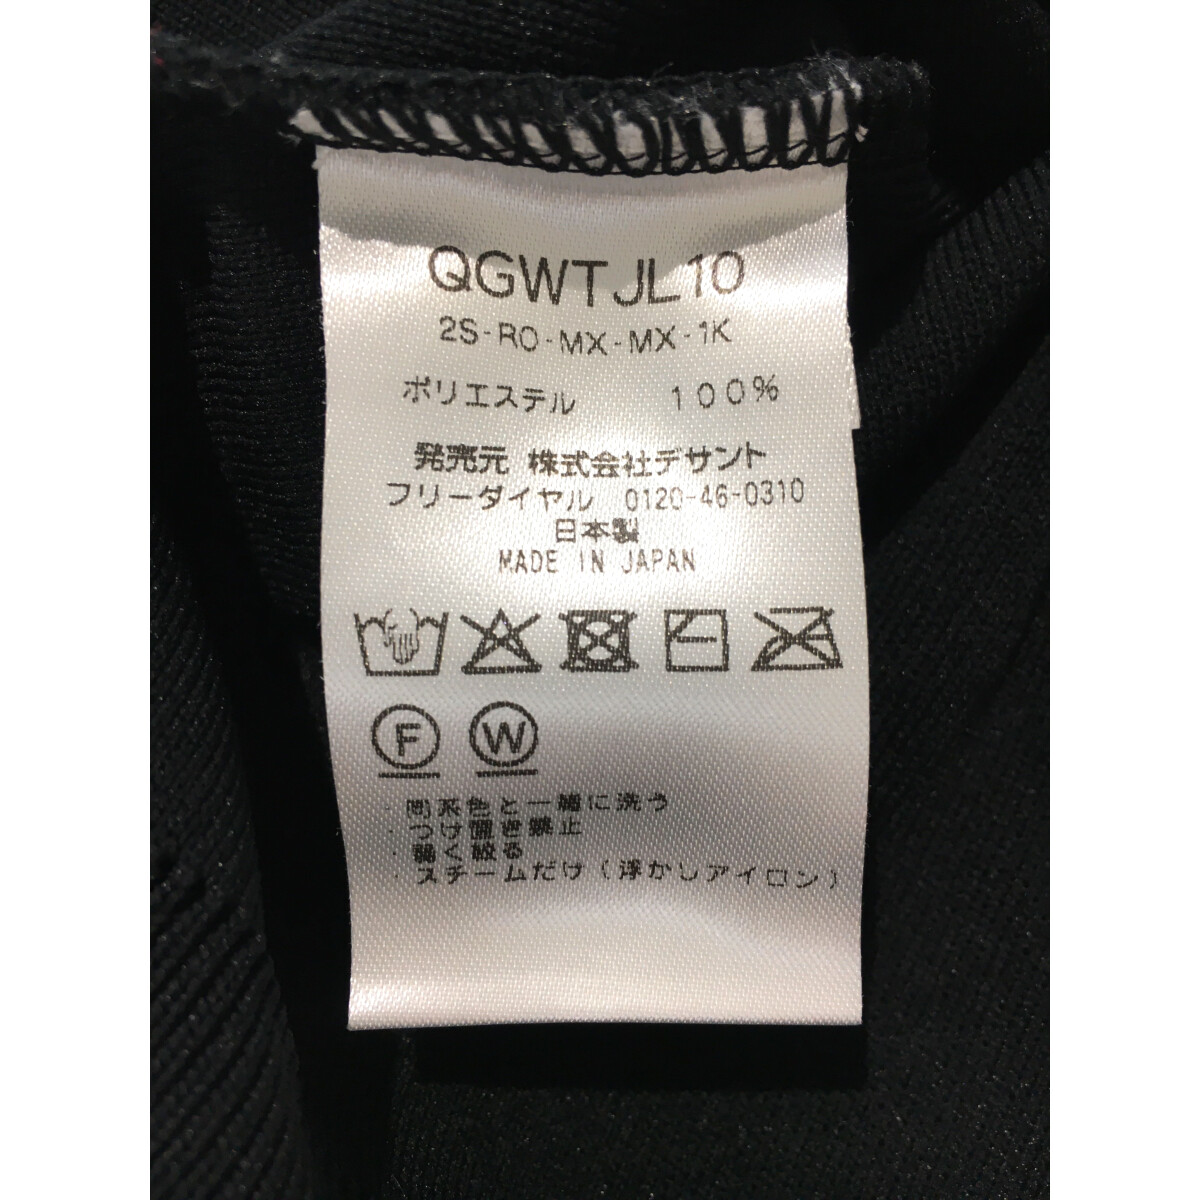 QGWTJL10
2S-RO-MX-MX-1K
ポリエステル 100%
発売元 株式会社デサント
フリーダイヤル 0120-46-0310
日本製
MADE IN JAPAN
F W
・同系色と一緒に洗う
・つけ置き禁止
・弱く絞る
・スチームだけ(浮かしアイロン)